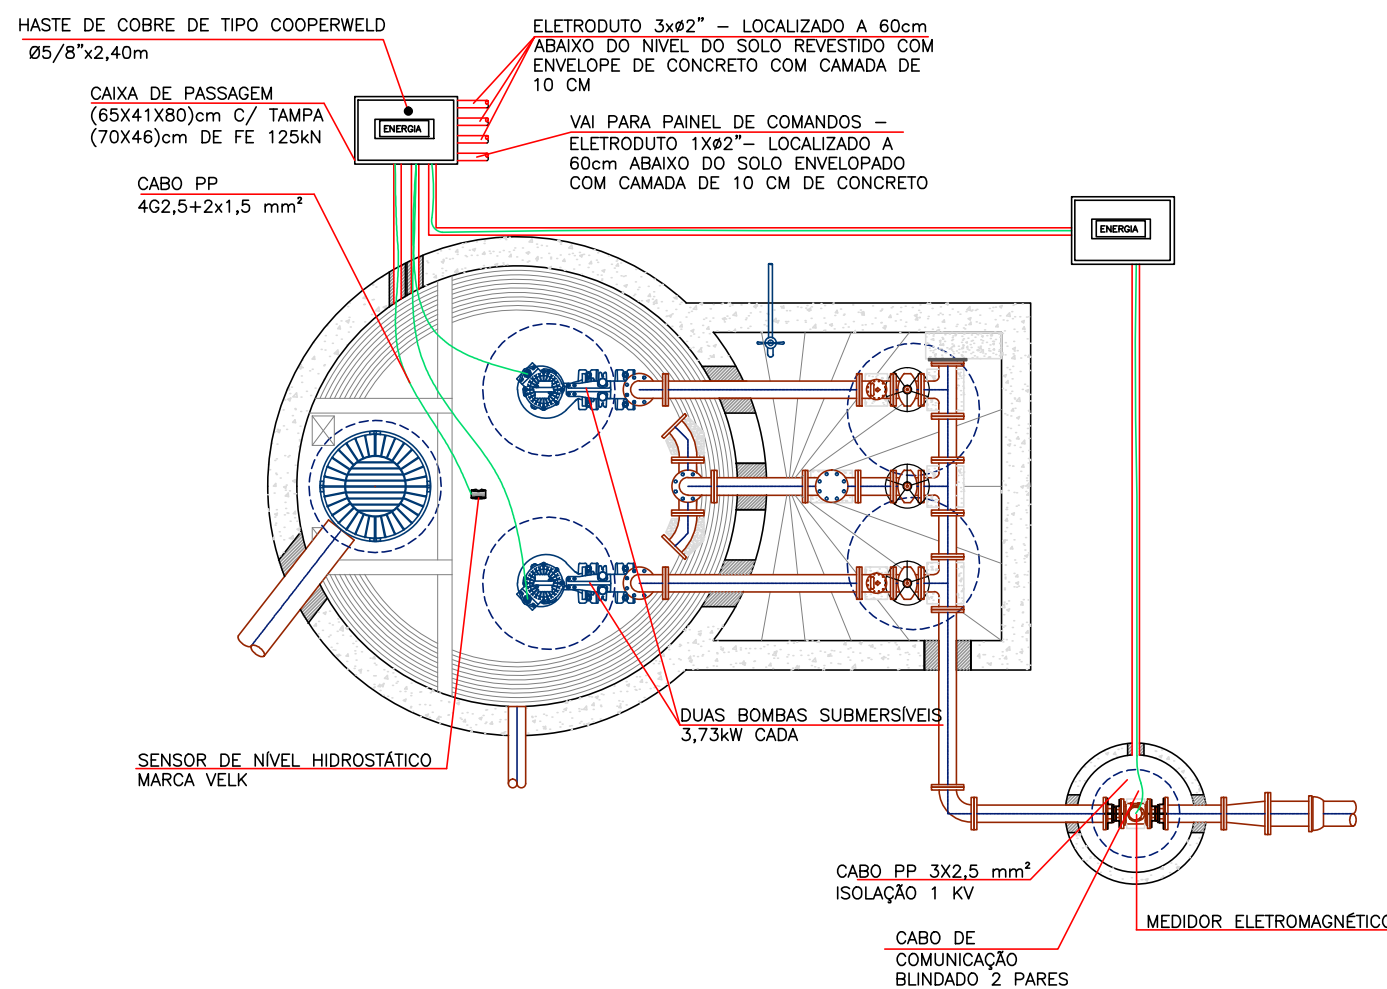 HASTE DE COBRE DE TIPO COOPERWELD
Ø5/8"x2,40m
ELETRODUTO 3xø2" – LOCALIZADO A 60cm
ABAIXO DO NIVEL DO SOLO REVESTIDO COM
ENVELOPE DE CONCRETO COM CAMADA DE
10 CM
CAIXA DE PASSAGEM
(65X41X80)cm C/ TAMPA
(70X46)cm DE FE 125kN
ENERGIA
VAI PARA PAINEL DE COMANDOS –
ELETRODUTO 1Xø2"– LOCALIZADO A
60cm ABAIXO DO SOLO ENVELOPADO
COM CAMADA DE 10 CM DE CONCRETO
CABO PP
4G2,5+2x1,5 mm²
ENERGIA
DUAS BOMBAS SUBMERSÍVEIS
3,73kW CADA
SENSOR DE NÍVEL HIDROSTÁTICO
MARCA VELK
CABO PP 3X2,5 mm²
ISOLAÇÃO 1 KV
MEDIDOR ELETROMAGNÉTICO
CABO DE
COMUNICAÇÃO
BLINDADO 2 PARES